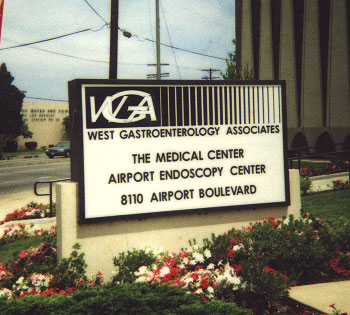 WGA
WEST GASTROENTEROLOGY ASSOCIATES
THE MEDICAL CENTER
AIRPORT ENDOSCOPY CENTER
8110 AIRPORT BOULEVARD